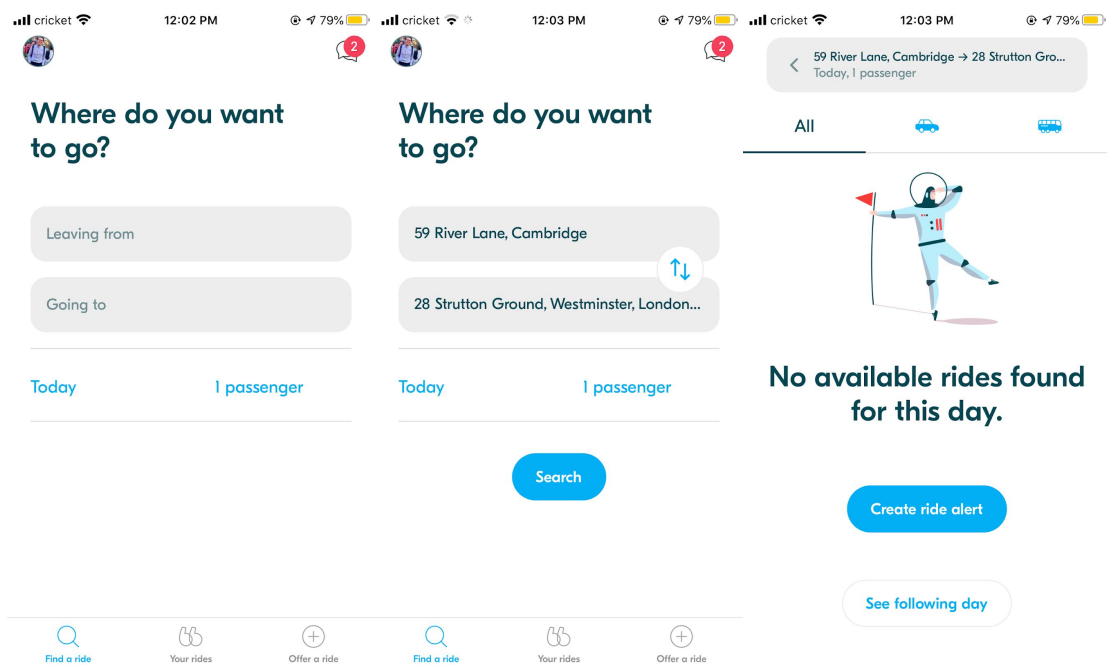 cricket 12:02 PM 79%
2
Where do you want
to go?
Leaving from
Going to
Today 1 passenger
Find a ride Your rides Offer a ride
cricket 12:03 PM 79%
2
Where do you want
to go?
59 River Lane, Cambridge
28 Strutton Ground, Westminster, London...
Today 1 passenger
Search
Find a ride Your rides Offer a ride
cricket 12:03 PM 79%
59 River Lane, Cambridge → 28 Strutton Gro...
Today, 1 passenger
All
No available rides found
for this day.
Create ride alert
See following day